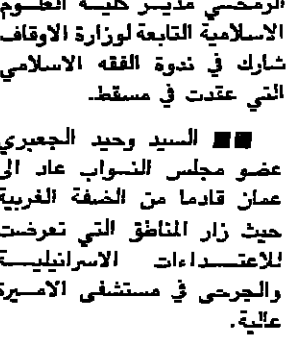 الرمحي مدير كلية العلوم
الاسلامية التابعة لوزارة الاوقاف
شارك في ندوة الفقه الاسلامي
التي عقدت في مسقط.
■■ السيد وحيد الجعبري
عضو مجلس النواب عاد الى
عمان قادما من الضفة الغربية
حيث زار المناطق التي تعرضت
للاعتداءات الاسرانيلية
والجرحى في مستشفى الاميرة
عالية.